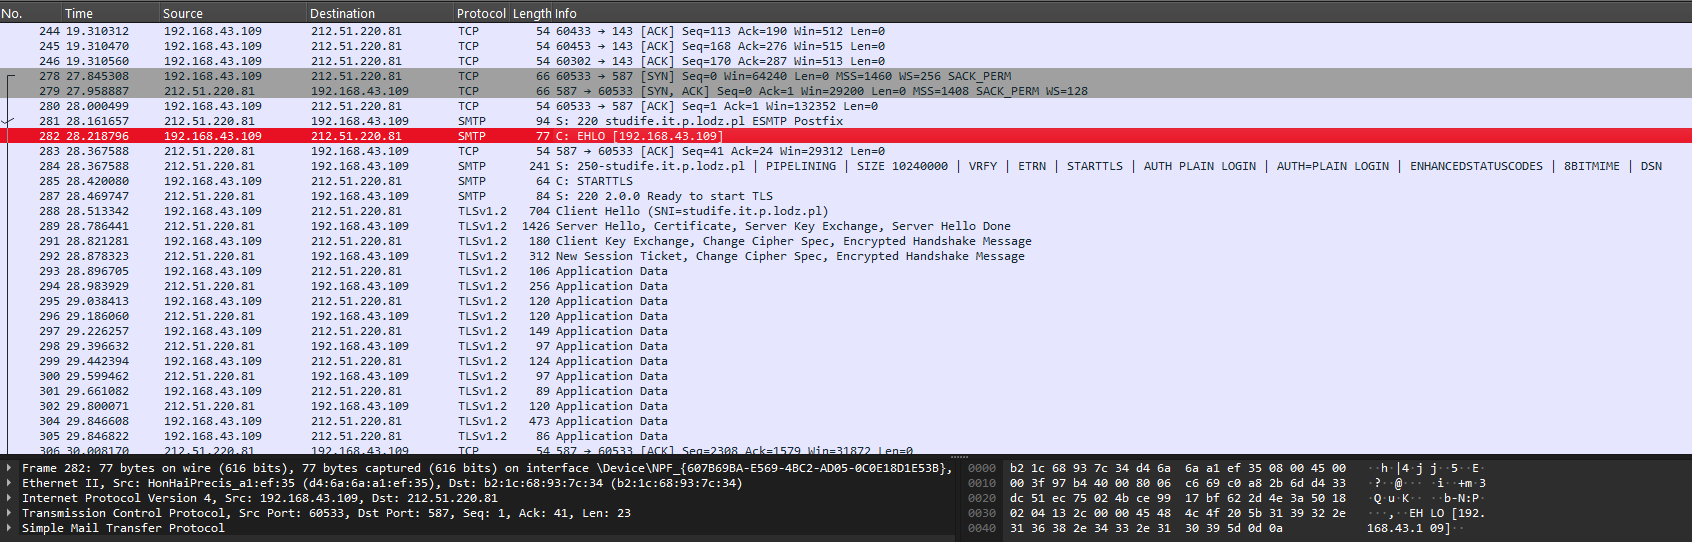 No. Time Source Destination Protocol Length Info
244 19.310312 192.168.43.109 212.51.220.81 TCP 54 60433 → 143 [ACK] Seq=113 Ack=190 Win=512 Len=0
245 19.310470 192.168.43.109 212.51.220.81 TCP 54 60453 → 143 [ACK] Seq=168 Ack=276 Win=515 Len=0
246 19.310560 192.168.43.109 212.51.220.81 TCP 54 60302 → 143 [ACK] Seq=170 Ack=287 Win=513 Len=0
278 27.845308 192.168.43.109 212.51.220.81 TCP 66 60533 → 587 [SYN] Seq=0 Win=64240 Len=0 MSS=1460 WS=256 SACK_PERM
279 27.958887 212.51.220.81 192.168.43.109 TCP 66 587 → 60533 [SYN, ACK] Seq=0 Ack=1 Win=29200 Len=0 MSS=1408 SACK_PERM WS=128
280 28.000499 192.168.43.109 212.51.220.81 TCP 54 60533 → 587 [ACK] Seq=1 Ack=1 Win=132352 Len=0
281 28.161657 212.51.220.81 192.168.43.109 SMTP 94 S: 220 studife.it.p.lodz.pl ESMTP Postfix
282 28.218796 192.168.43.109 212.51.220.81 SMTP 77 C: EHLO [192.168.43.109]
283 28.367588 212.51.220.81 192.168.43.109 TCP 54 587 → 60533 [ACK] Seq=41 Ack=24 Win=29312 Len=0
284 28.367588 212.51.220.81 192.168.43.109 SMTP 241 S: 250-studife.it.p.lodz.pl | PIPELINING | SIZE 10240000 | VRFY | ETRN | STARTTLS | AUTH PLAIN LOGIN | AUTH=PLAIN LOGIN | ENHANCEDSTATUSCODES | 8BITMIME | DSN
285 28.420080 192.168.43.109 212.51.220.81 SMTP 64 C: STARTTLS
287 28.469747 212.51.220.81 192.168.43.109 SMTP 84 S: 220 2.0.0 Ready to start TLS
288 28.513342 192.168.43.109 212.51.220.81 TLSv1.2 704 Client Hello (SNI=studife.it.p.lodz.pl)
289 28.786441 212.51.220.81 192.168.43.109 TLSv1.2 1426 Server Hello, Certificate, Server Key Exchange, Server Hello Done
291 28.821281 192.168.43.109 212.51.220.81 TLSv1.2 180 Client Key Exchange, Change Cipher Spec, Encrypted Handshake Message
292 28.878323 212.51.220.81 192.168.43.109 TLSv1.2 312 New Session Ticket, Change Cipher Spec, Encrypted Handshake Message
293 28.896705 192.168.43.109 212.51.220.81 TLSv1.2 106 Application Data
294 28.983929 212.51.220.81 192.168.43.109 TLSv1.2 256 Application Data
295 29.038413 192.168.43.109 212.51.220.81 TLSv1.2 120 Application Data
296 29.186060 212.51.220.81 192.168.43.109 TLSv1.2 120 Application Data
297 29.226257 192.168.43.109 212.51.220.81 TLSv1.2 149 Application Data
298 29.396632 212.51.220.81 192.168.43.109 TLSv1.2 97 Application Data
299 29.442394 192.168.43.109 212.51.220.81 TLSv1.2 124 Application Data
300 29.599462 212.51.220.81 192.168.43.109 TLSv1.2 97 Application Data
301 29.661082 192.168.43.109 212.51.220.81 TLSv1.2 89 Application Data
302 29.800071 212.51.220.81 192.168.43.109 TLSv1.2 120 Application Data
304 29.846608 192.168.43.109 212.51.220.81 TLSv1.2 473 Application Data
305 29.846822 192.168.43.109 212.51.220.81 TLSv1.2 86 Application Data
306 30.008170 212.51.220.81 192.168.43.109 TCP 54 587 → 60533 [ACK] Seq=2308 Ack=1579 Win=31872 Len=0
Frame 282: 77 bytes on wire (616 bits), 77 bytes captured (616 bits) on interface \Device\NPF_{607B69BA-E569-4BC2-AD05-0C0E18D1E53B},
Ethernet II, Src: HonHaiPrecis_a1:ef:35 (d4:6a:6a:a1:ef:35), Dst: b2:1c:68:93:7c:34 (b2:1c:68:93:7c:34)
Internet Protocol Version 4, Src: 192.168.43.109, Dst: 212.51.220.81
Transmission Control Protocol, Src Port: 60533, Dst Port: 587, Seq: 1, Ack: 41, Len: 23
Simple Mail Transfer Protocol
0000 b2 1c 68 93 7c 34 d4 6a 6a a1 ef 35 08 00 45 00 ··h·|4·j j··5··E·
0010 00 3f 97 b4 40 00 80 06 c6 69 c0 a8 2b 6d d4 33 ·?··@··· ·i··+m·3
0020 dc 51 ec 75 02 4b ce 99 17 bf 62 2d 4e 3a 50 18 ·Q·u·K·· ··b-N:P·
0030 02 04 13 2c 00 00 45 48 4c 4f 20 5b 31 39 32 2e ···,··EH LO [192.
0040 31 36 38 2e 34 33 2e 31 30 39 5d 0d 0a 168.43.1 09]··